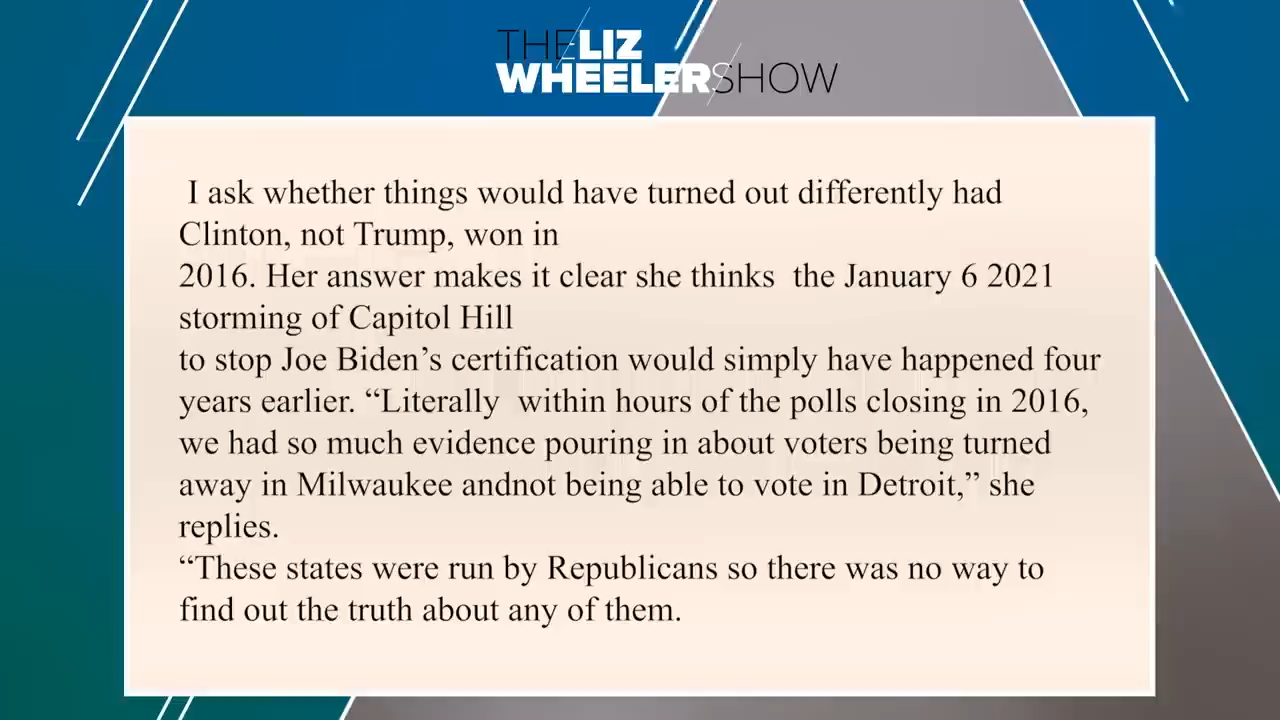 THE LIZ
WHEELER SHOW
I ask whether things would have turned out differently had
Clinton, not Trump, won in
2016. Her answer makes it clear she thinks  the January 6 2021
storming of Capitol Hill
to stop Joe Biden’s certification would simply have happened four
years earlier. “Literally  within hours of the polls closing in 2016,
we had so much evidence pouring in about voters being turned
away in Milwaukee andnot being able to vote in Detroit,” she
replies.
“These states were run by Republicans so there was no way to
find out the truth about any of them.